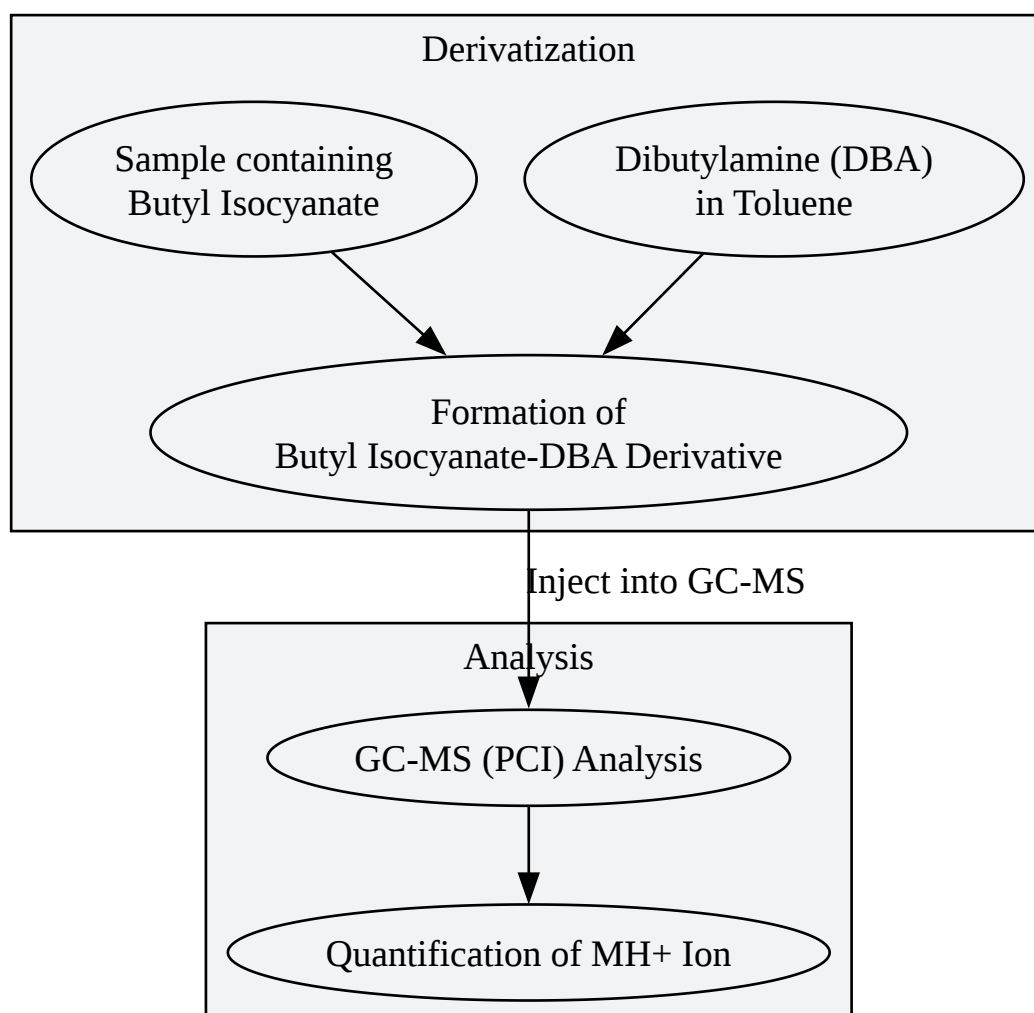 Derivatization
Sample containing
Butyl Isocyanate
Dibutylamine (DBA)
in Toluene
Formation of
Butyl Isocyanate-DBA Derivative
Inject into GC-MS
Analysis
GC-MS (PCI) Analysis
Quantification of MH+ Ion